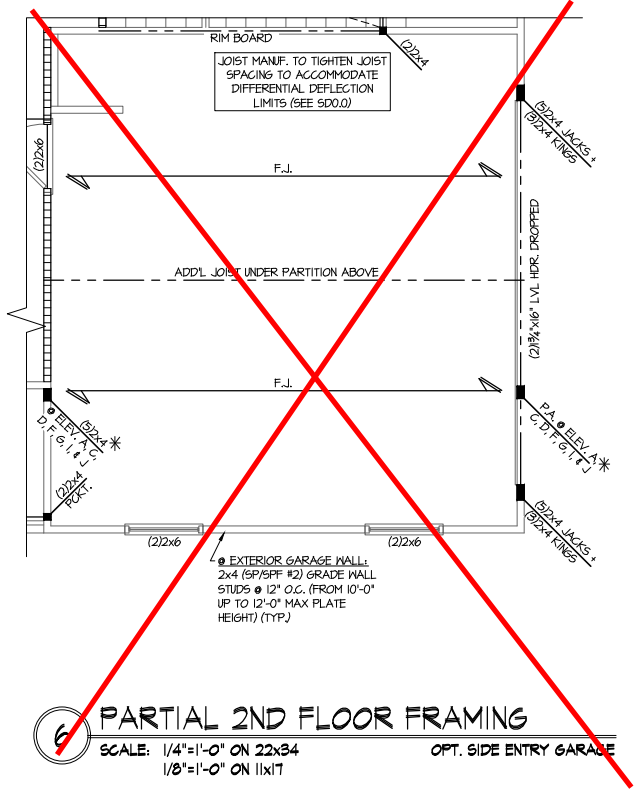 RIM BOARD
(2)2x4
JOIST MANUF. TO TIGHTEN JOIST
SPACING TO ACCOMMODATE
DIFFERENTIAL DEFLECTION
LIMITS (SEE SD0.0)
(5)2x4 JACKS +
(3)2x4 KINGS
(2)2x6
F.J.
ADD'L JOIST UNDER PARTITION ABOVE
(2)1¾"x16" LVL HDR. DROPPED
F.J.
(5)2x4 *
@ ELEV. A, C,
D, F, G, I, & J
P.A. @ ELEV. A *
C, D, F, G, I, & J
(2)2x4
PCKT.
(5)2x4 JACKS +
(3)2x4 KINGS
(2)2x6
(2)2x6
@ EXTERIOR GARAGE WALL:
2x4 (SP/SPF #2) GRADE WALL
STUDS @ 12" O.C. (FROM 10'-0"
UP TO 12'-0" MAX PLATE
HEIGHT) (TYP.)
6
PARTIAL 2ND FLOOR FRAMING
SCALE: 1/4"=1'-0" ON 22x34
OPT. SIDE ENTRY GARAGE
1/8"=1'-0" ON 11x17